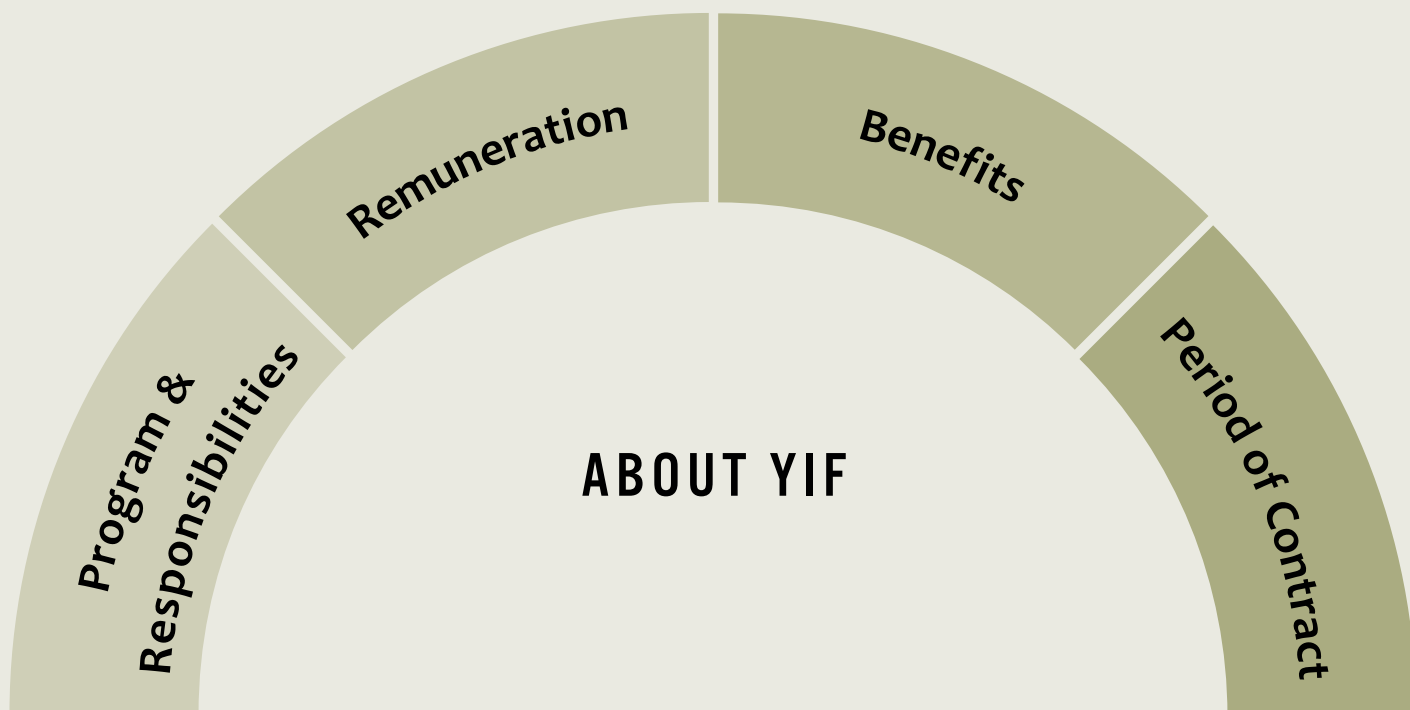 Program &
Responsibilities
Remuneration
Benefits
Period of Contract
ABOUT YIF